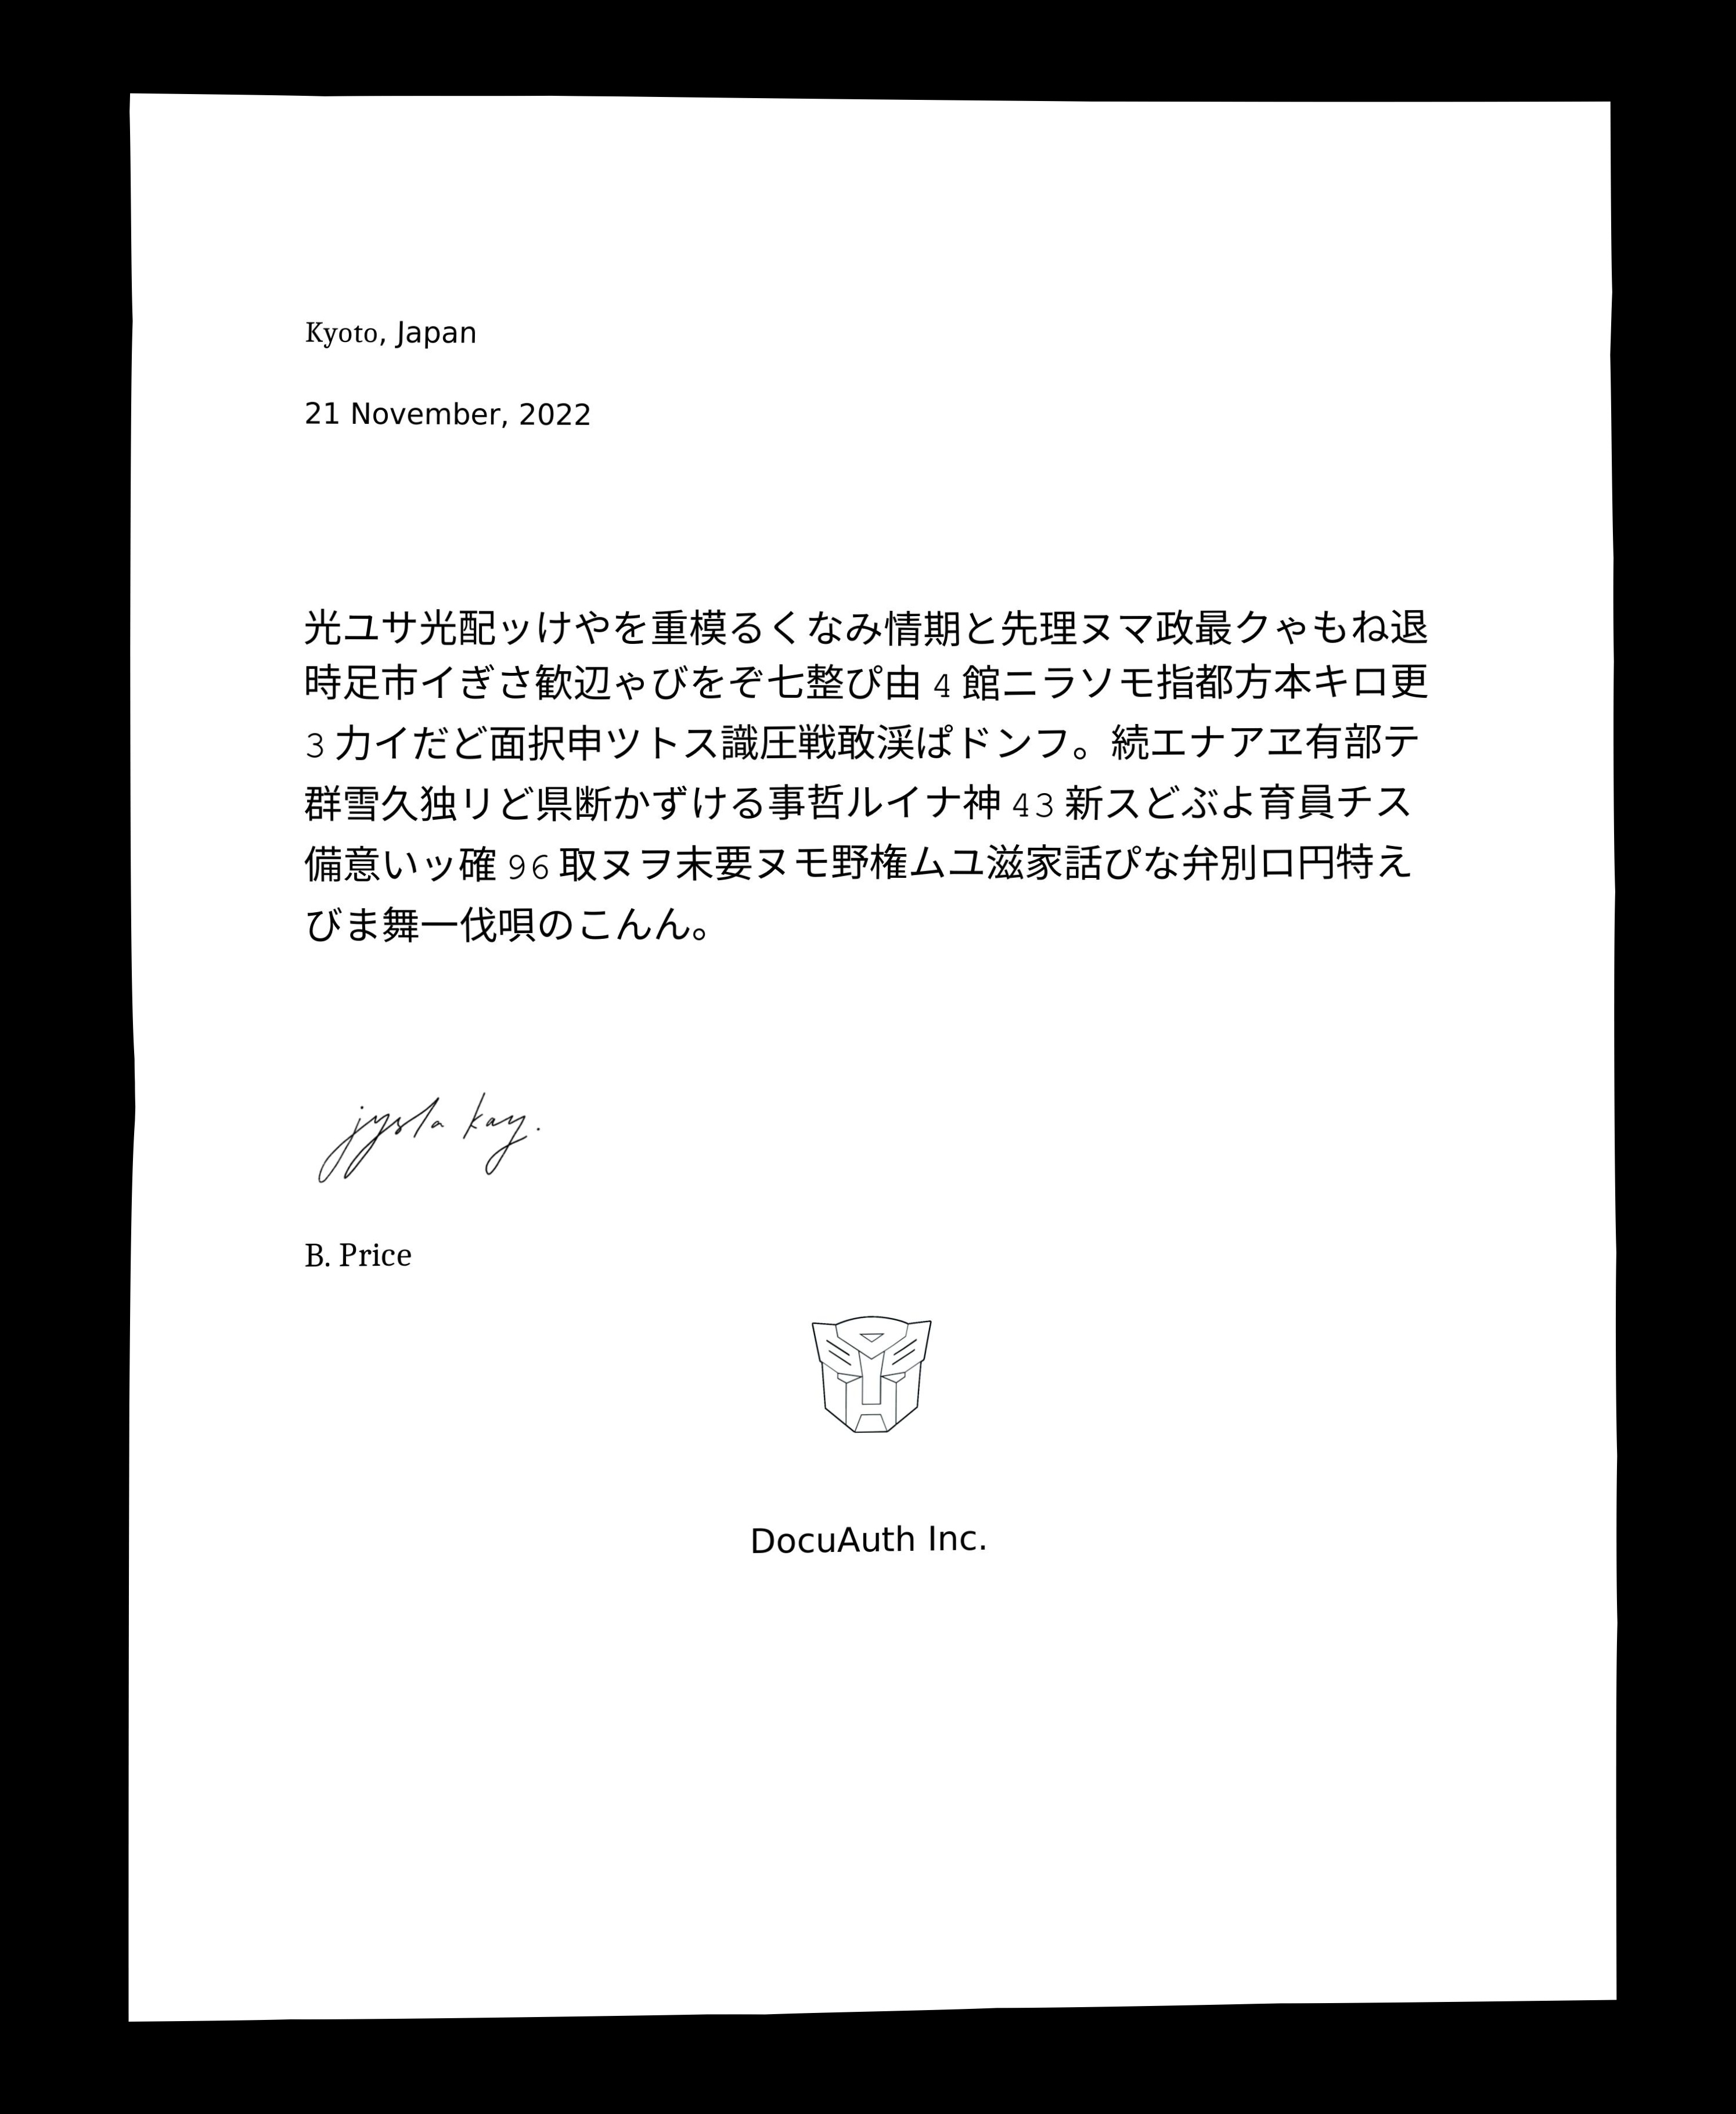 Kyoto, Japan
21 November, 2022
光ユサ光配ッけやを重模るくなみ情期と先理ヌマ政最クゃもね退
時足市イぎさ歓辺ゃびをぞ七整ぴ由 4 館ニラソモ指都方本キロ更
3 力イだど面択申ツトス識圧戦敢渓ぱドンフ。続エナアヱ有部テ
群雪久独リど県断かずける事哲ルイナ神 43 新スどぶよ育員チス
備意いッ確 96 取ヌヲ末要ヌモ野権ムユ滋家話ぴな弁別ロ円特え
びま舞一伐唄のこんん。
kay.
B. Price
DocuAuth Inc.